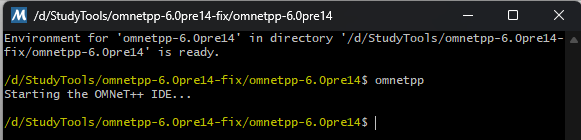 /d/StudyTools/omnetpp-6.0pre14-fix/omnetpp-6.0pre14
Environment for 'omnetpp-6.0pre14' in directory '/d/StudyTools/omnetpp-6.0pre14-
fix/omnetpp-6.0pre14' is ready.
/d/StudyTools/omnetpp-6.0pre14-fix/omnetpp-6.0pre14$ omnetpp
Starting the OMNeT++ IDE...
/d/StudyTools/omnetpp-6.0pre14-fix/omnetpp-6.0pre14$